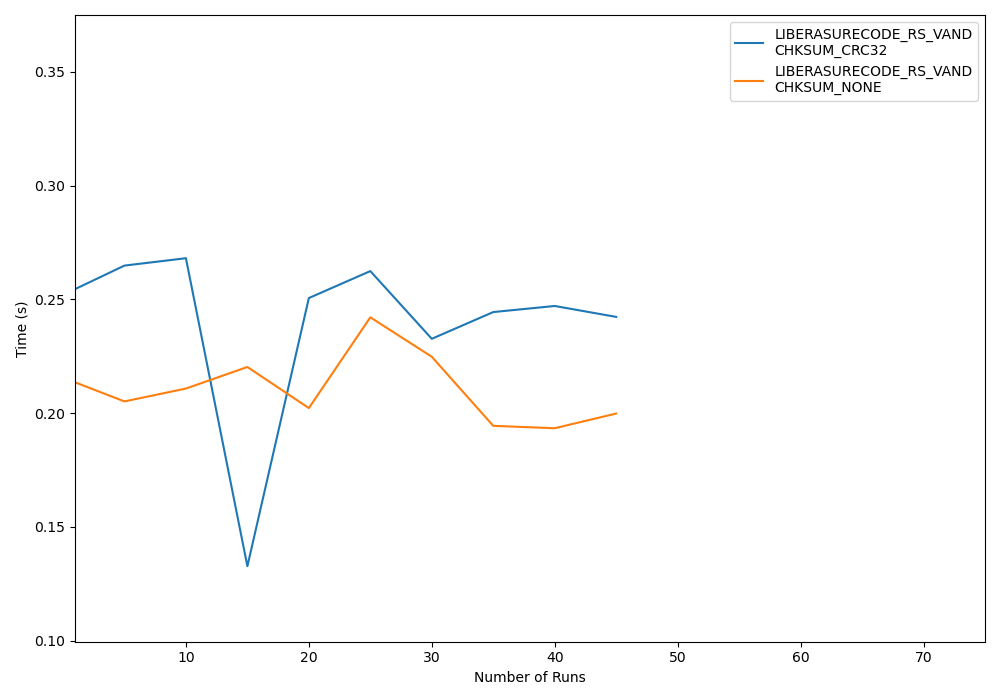 LIBERASURECODE_RS_VAND
CHKSUM_CRC32
LIBERASURECODE_RS_VAND
CHKSUM_NONE
0.35
0.30
0.25
0.20
0.15
0.10
Time (s)
10 20 30 40 50 60 70
Number of Runs